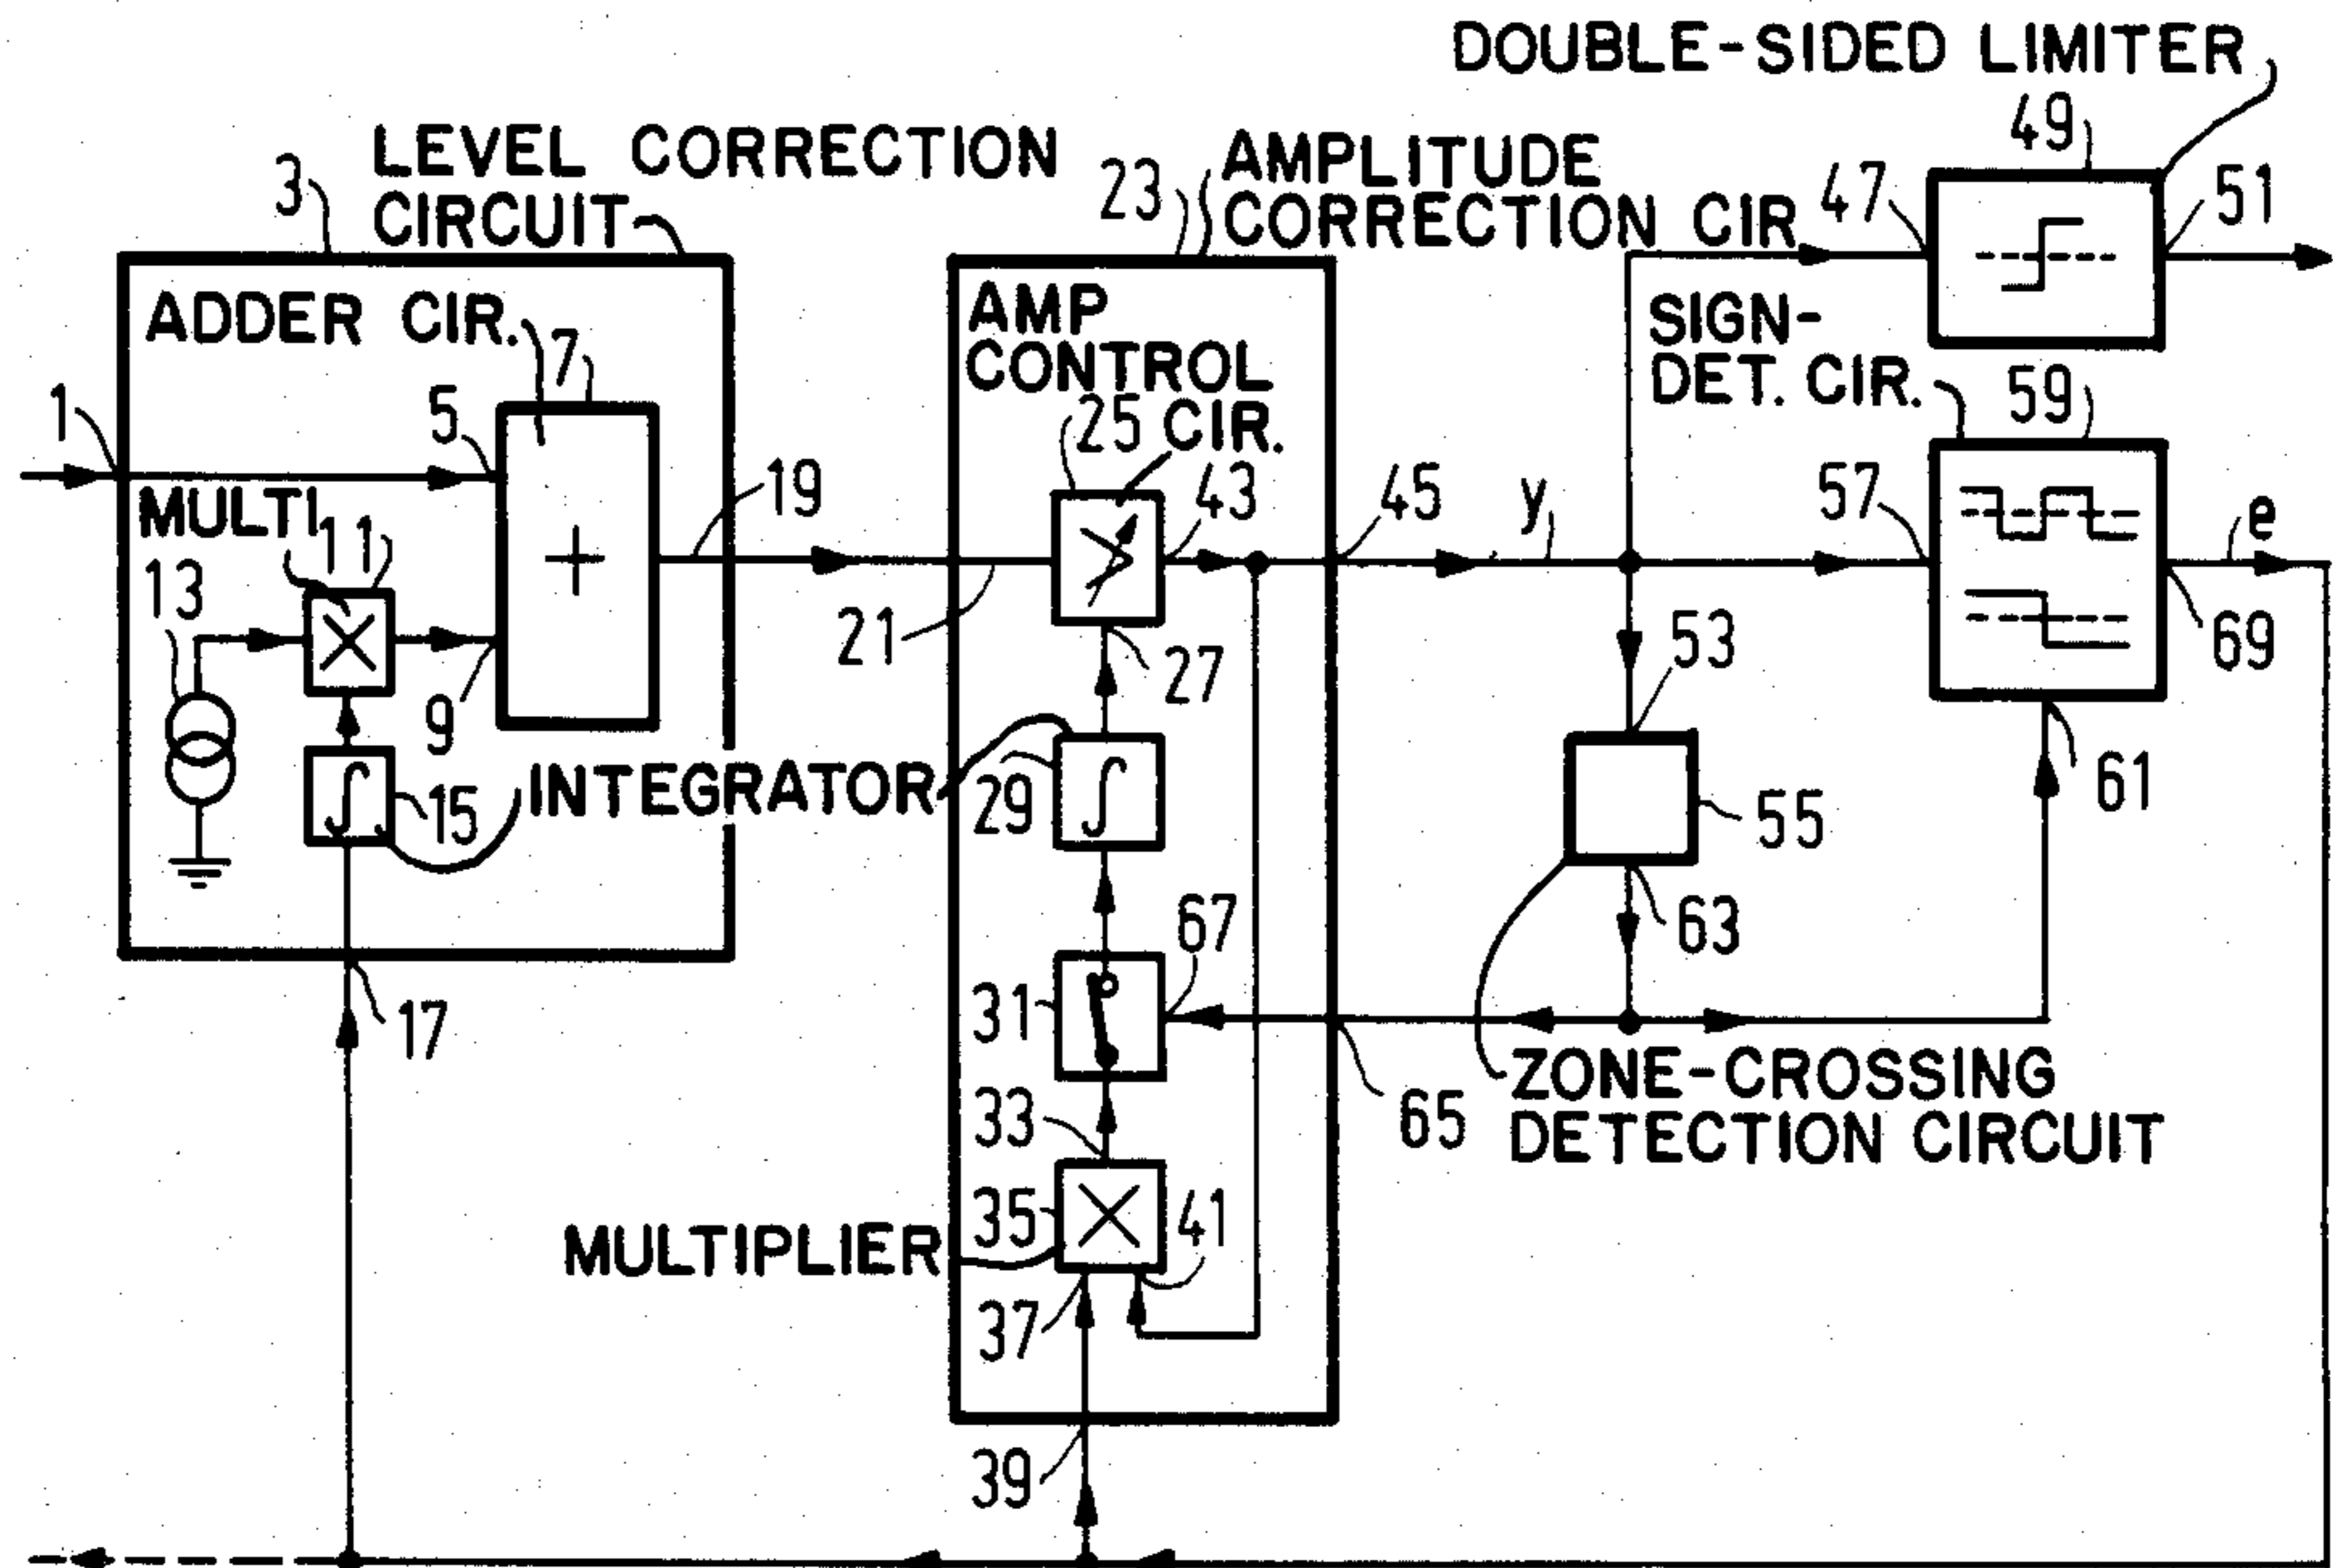 DOUBLE-SIDED LIMITER
49
3
LEVEL CORRECTION
CIRCUIT
23
AMPLITUDE
CORRECTION CIR
47
51
ADDER CIR.
7
AMP
CONTROL
CIR.
25
SIGN-
DET. CIR.
59
1
5
19
43
45
y
57
e
MULTI
11
13
9
21
27
53
69
15
INTEGRATOR
29
55
61
63
67
17
31
33
65
ZONE-CROSSING
DETECTION CIRCUIT
MULTIPLIER
35
41
37
39